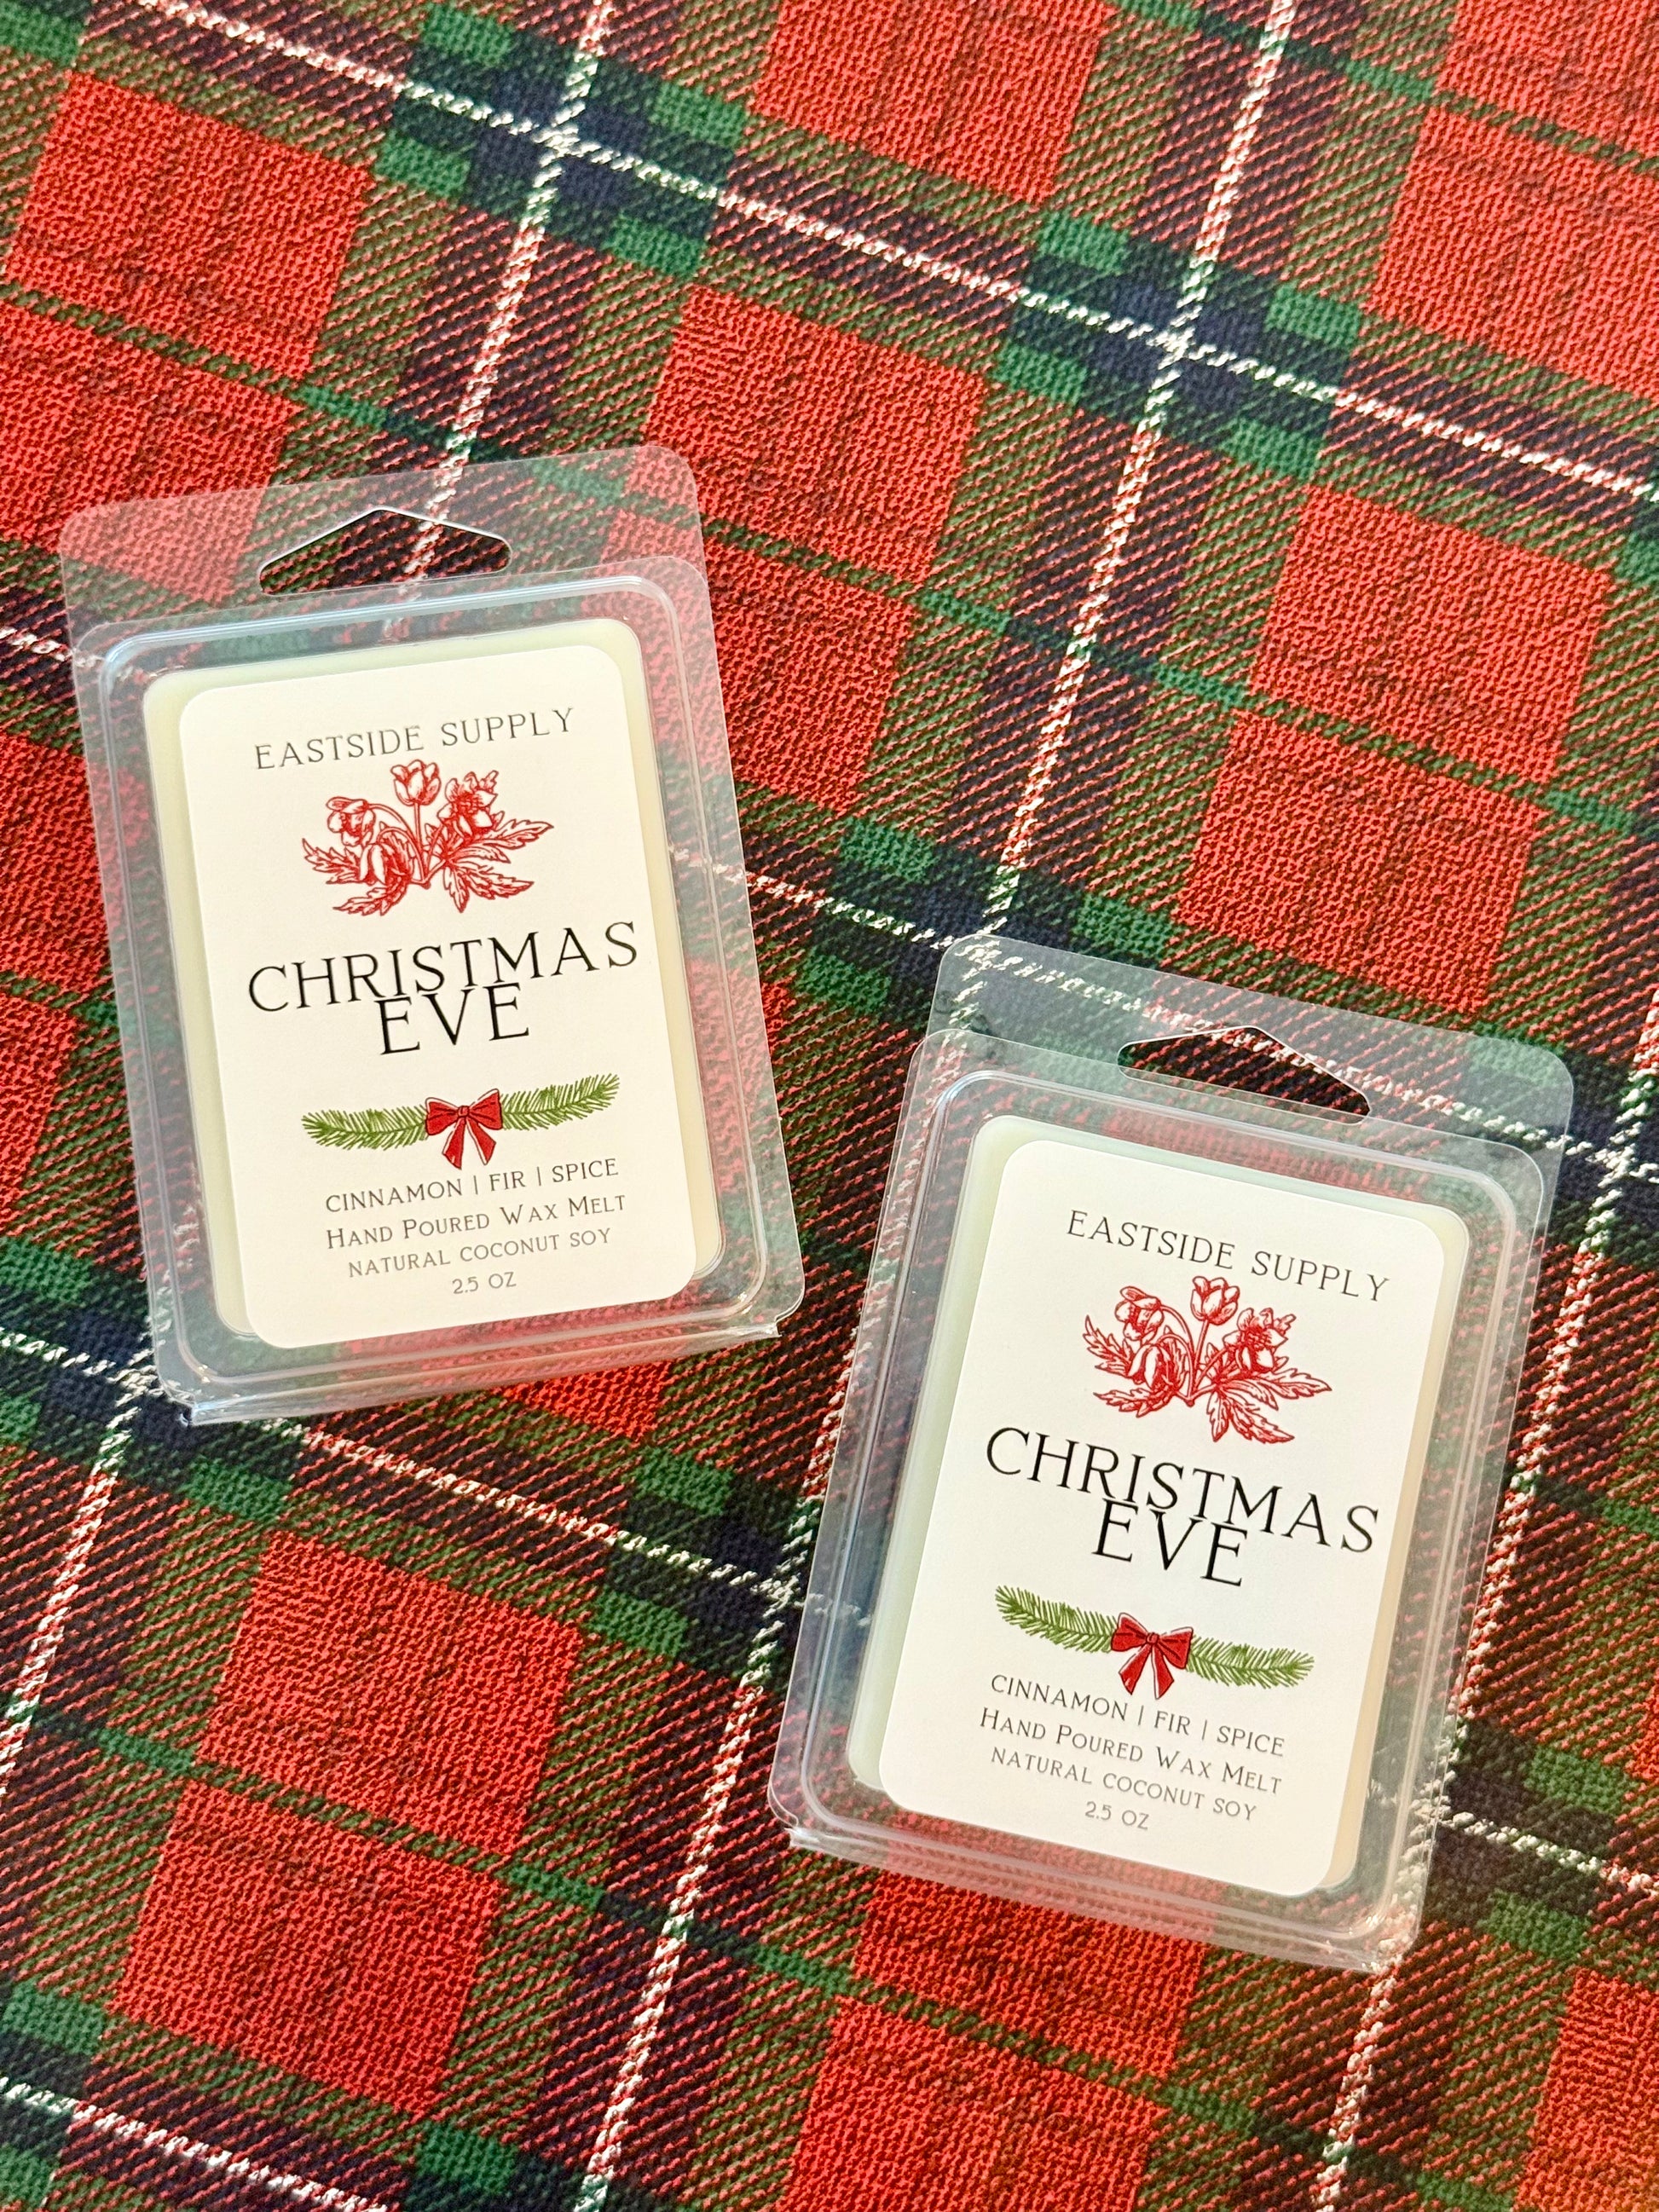 EASTSIDE SUPPLY
CHRISTMAS
EVE
CINNAMON | FIR | SPICE
HAND POURED WAX MELT
NATURAL COCONUT SOY
2.5 OZ
EASTSIDE SUPPLY
CHRISTMAS
EVE
CINNAMON | FIR | SPICE
HAND POURED WAX MELT
NATURAL COCONUT SOY
2.5 OZ